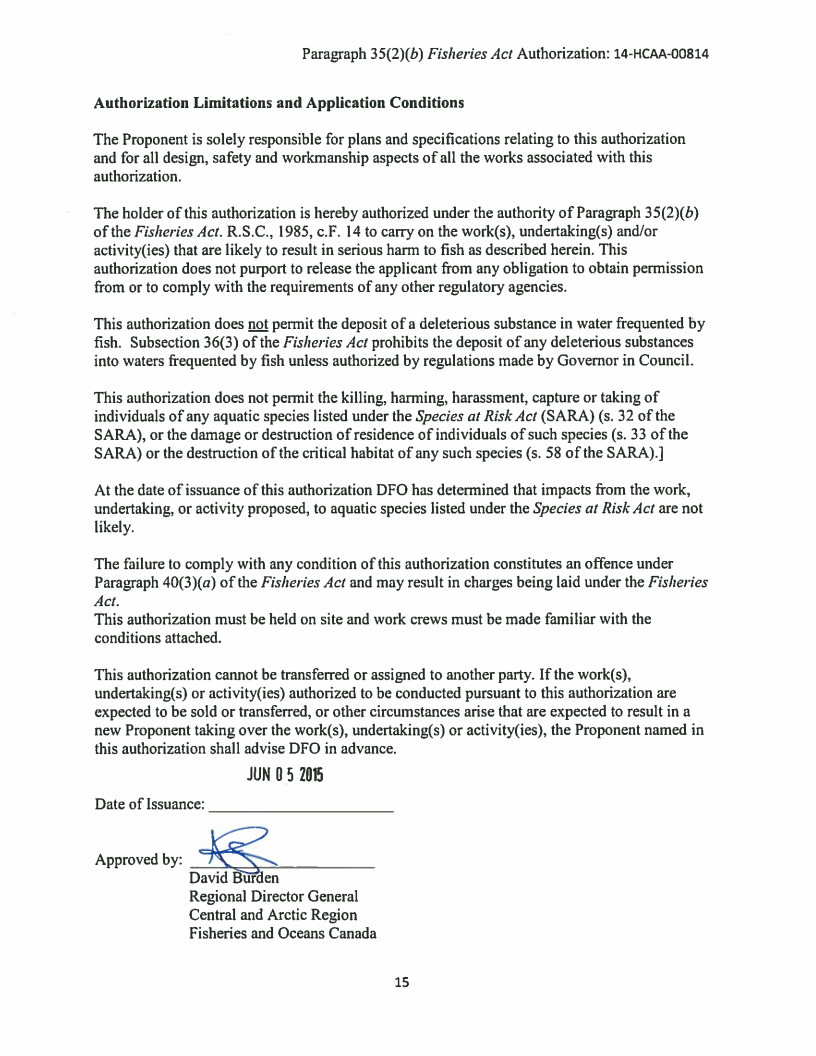 Paragraph 35(2)(b) Fisheries Act Authorization: 14-HCAA-00814
Authorization Limitations and Application Conditions
The Proponent is solely responsible for plans and specifications relating to this authorization
and for all design, safety and workmanship aspects of all the works associated with this
authorization.
The holder of this authorization is hereby authorized under the authority of Paragraph 35(2)(b)
of the Fisheries Act. R.S.C., 1985, c.F. 14 to carry on the work(s), undertaking(s) and/or
activity(ies) that are likely to result in serious harm to fish as described herein. This
authorization does not purport to release the applicant from any obligation to obtain permission
from or to comply with the requirements of any other regulatory agencies.
This authorization does not permit the deposit of a deleterious substance in water frequented by
fish. Subsection 36(3) of the Fisheries Act prohibits the deposit of any deleterious substances
into waters frequented by fish unless authorized by regulations made by Governor in Council.
This authorization does not permit the killing, harming, harassment, capture or taking of
individuals of any aquatic species listed under the Species at Risk Act (SARA) (s. 32 of the
SARA), or the damage or destruction of residence of individuals of such species (s. 33 of the
SARA) or the destruction of the critical habitat of any such species (s. 58 of the SARA).]
At the date of issuance of this authorization DFO has determined that impacts from the work,
undertaking, or activity proposed, to aquatic species listed under the Species at Risk Act are not
likely.
The failure to comply with any condition of this authorization constitutes an offence under
Paragraph 40(3)(a) of the Fisheries Act and may result in charges being laid under the Fisheries
Act.
This authorization must be held on site and work crews must be made familiar with the
conditions attached.
This authorization cannot be transferred or assigned to another party. If the work(s),
undertaking(s) or activity(ies) authorized to be conducted pursuant to this authorization are
expected to be sold or transferred, or other circumstances arise that are expected to result in a
new Proponent taking over the work(s), undertaking(s) or activity(ies), the Proponent named in
this authorization shall advise DFO in advance.
JUN 05 2015
Date of Issuance:
Approved by:
David Burden
Regional Director General
Central and Arctic Region
Fisheries and Oceans Canada
15